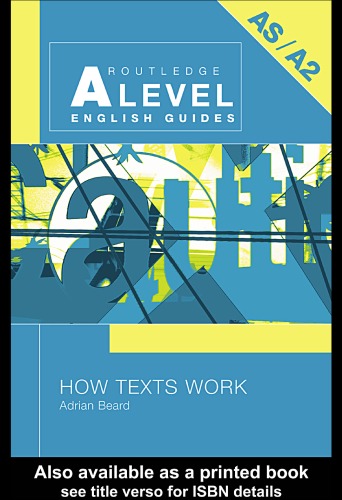 AS / A2
ROUTLEDGE
A LEVEL
ENGLISH GUIDES
HOW TEXTS WORK
Adrian Beard
Also available as a printed book
see title verso for ISBN details